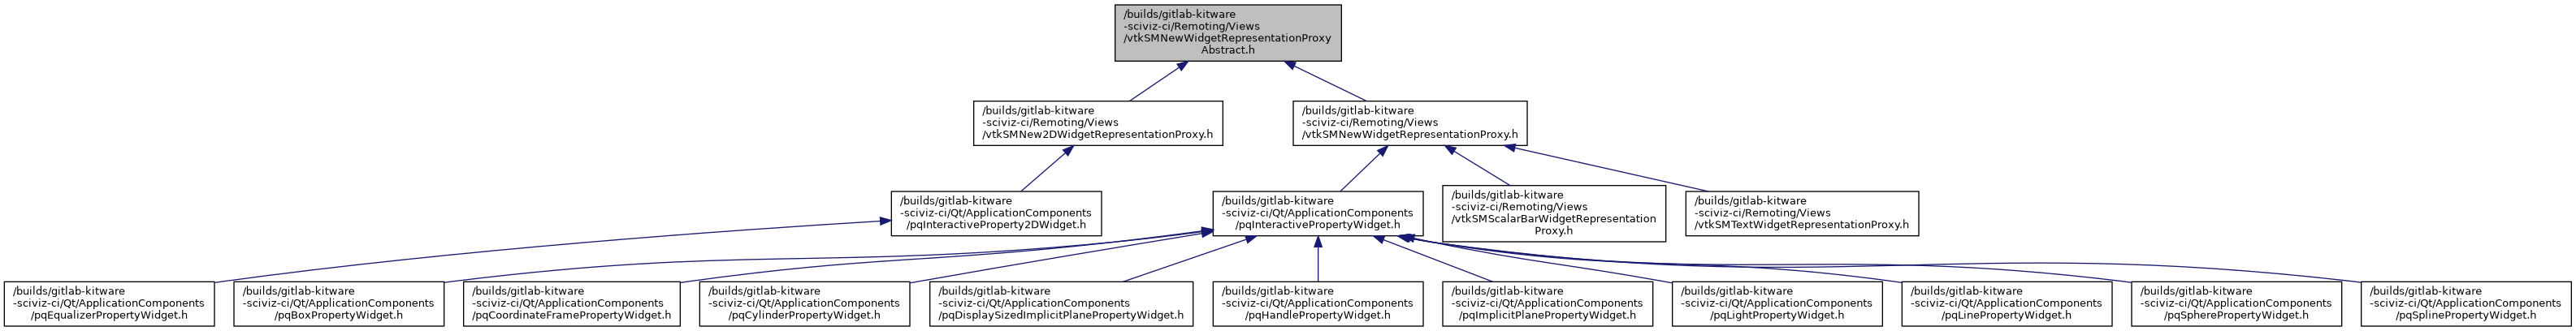 /builds/gitlab-kitware
-sciviz-ci/Remoting/Views
/vtkSMNewWidgetRepresentationProxy
Abstract.h
/builds/gitlab-kitware
-sciviz-ci/Remoting/Views
/vtkSMNew2DWidgetRepresentationProxy.h
/builds/gitlab-kitware
-sciviz-ci/Remoting/Views
/vtkSMNewWidgetRepresentationProxy.h
/builds/gitlab-kitware
-sciviz-ci/Qt/ApplicationComponents
/pqInteractiveProperty2DWidget.h
/builds/gitlab-kitware
-sciviz-ci/Qt/ApplicationComponents
/pqInteractivePropertyWidget.h
/builds/gitlab-kitware
-sciviz-ci/Remoting/Views
/vtkSMScalarBarWidgetRepresentation
Proxy.h
/builds/gitlab-kitware
-sciviz-ci/Remoting/Views
/vtkSMTextWidgetRepresentationProxy.h
/builds/gitlab-kitware
-sciviz-ci/Qt/ApplicationComponents
/pqEqualizerPropertyWidget.h
/builds/gitlab-kitware
-sciviz-ci/Qt/ApplicationComponents
/pqBoxPropertyWidget.h
/builds/gitlab-kitware
-sciviz-ci/Qt/ApplicationComponents
/pqCoordinateFramePropertyWidget.h
/builds/gitlab-kitware
-sciviz-ci/Qt/ApplicationComponents
/pqCylinderPropertyWidget.h
/builds/gitlab-kitware
-sciviz-ci/Qt/ApplicationComponents
/pqDisplaySizedImplicitPlanePropertyWidget.h
/builds/gitlab-kitware
-sciviz-ci/Qt/ApplicationComponents
/pqHandlePropertyWidget.h
/builds/gitlab-kitware
-sciviz-ci/Qt/ApplicationComponents
/pqImplicitPlanePropertyWidget.h
/builds/gitlab-kitware
-sciviz-ci/Qt/ApplicationComponents
/pqLightPropertyWidget.h
/builds/gitlab-kitware
-sciviz-ci/Qt/ApplicationComponents
/pqLinePropertyWidget.h
/builds/gitlab-kitware
-sciviz-ci/Qt/ApplicationComponents
/pqSpherePropertyWidget.h
/builds/gitlab-kitware
-sciviz-ci/Qt/ApplicationComponents
/pqSplinePropertyWidget.h